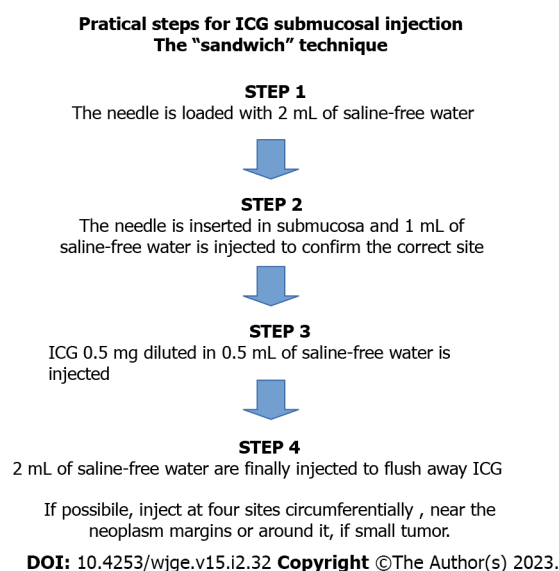 Pratical steps for ICG submucosal injection
The “sandwich” technique
STEP 1
The needle is loaded with 2 mL of saline-free water
STEP 2
The needle is inserted in submucosa and 1 mL of
saline-free water is injected to confirm the correct site
STEP 3
ICG 0.5 mg diluted in 0.5 mL of saline-free water is
injected
STEP 4
2 mL of saline-free water are finally injected to flush away ICG
If possibile, inject at four sites circumferentially , near the
neoplasm margins or around it, if small tumor.
DOI: 10.4253/wjge.v15.i2.32 Copyright ©The Author(s) 2023.